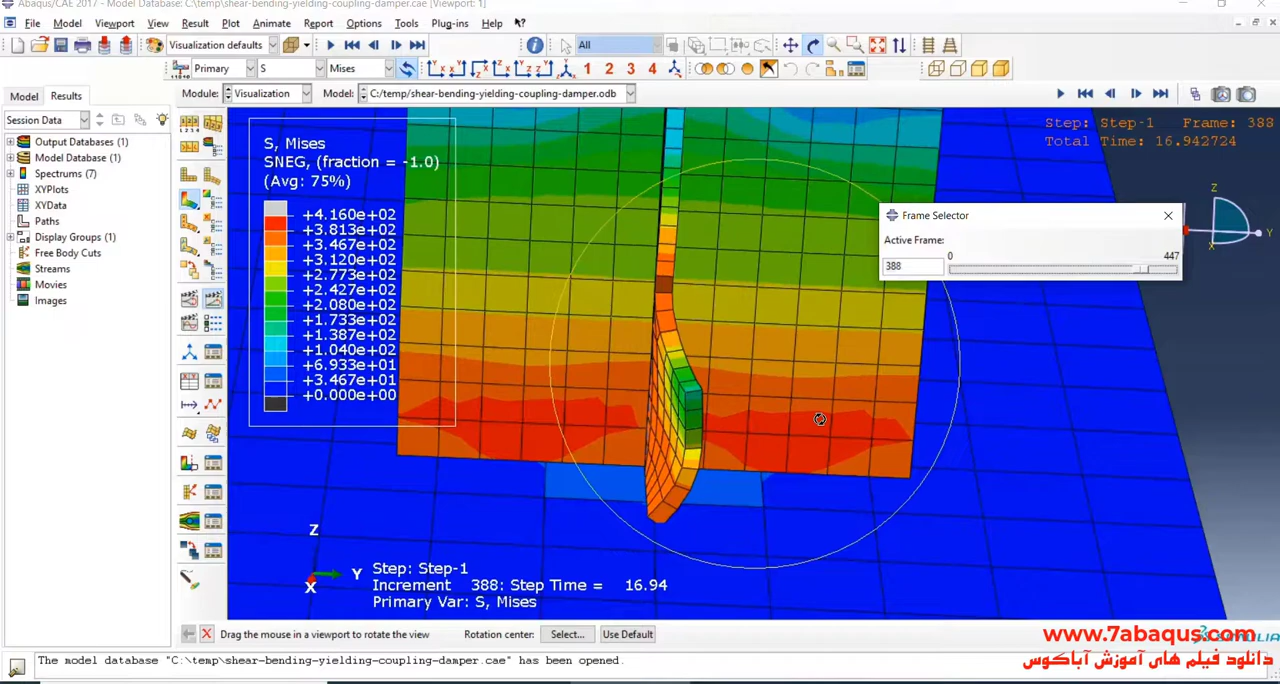 Abaqus/CAE 2017 - Model Database: C:\temp\shear-bending-yielding-coupling-damper.cae [Viewport: 1]
File Model Viewport View Result Plot Animate Report Options Tools Plug-ins Help
Visualization defaults All
Primary S Mises 1 2 3 4
Model Results Module: Visualization Model: C:/temp/shear-bending-yielding-coupling-damper.odb
Session Data
Output Databases (1)
Model Database (1)
Spectrums (7)
XYPlots
XYData
Paths
Display Groups (1)
Free Body Cuts
Streams
Movies
Images
S, Mises
SNEG, (fraction = -1.0)
(Avg: 75%)
+4.160e+02
+3.813e+02
+3.467e+02
+3.120e+02
+2.773e+02
+2.427e+02
+2.080e+02
+1.733e+02
+1.387e+02
+1.040e+02
+6.933e+01
+3.467e+01
+0.000e+00
Step: Step-1 Frame: 388
Total Time: 16.942724
Frame Selector
Active Frame:
388
0 447
Z
Y
X
Z
Y
X
Step: Step-1
Increment 388: Step Time = 16.94
Primary Var: S, Mises
Drag the mouse in a viewport to rotate the view Rotation center: Select... Use Default
www.7abaqus.com
دانلود فیلم های آموزش آباکوس
The model database "C:\temp\shear-bending-yielding-coupling-damper.cae" has been opened.